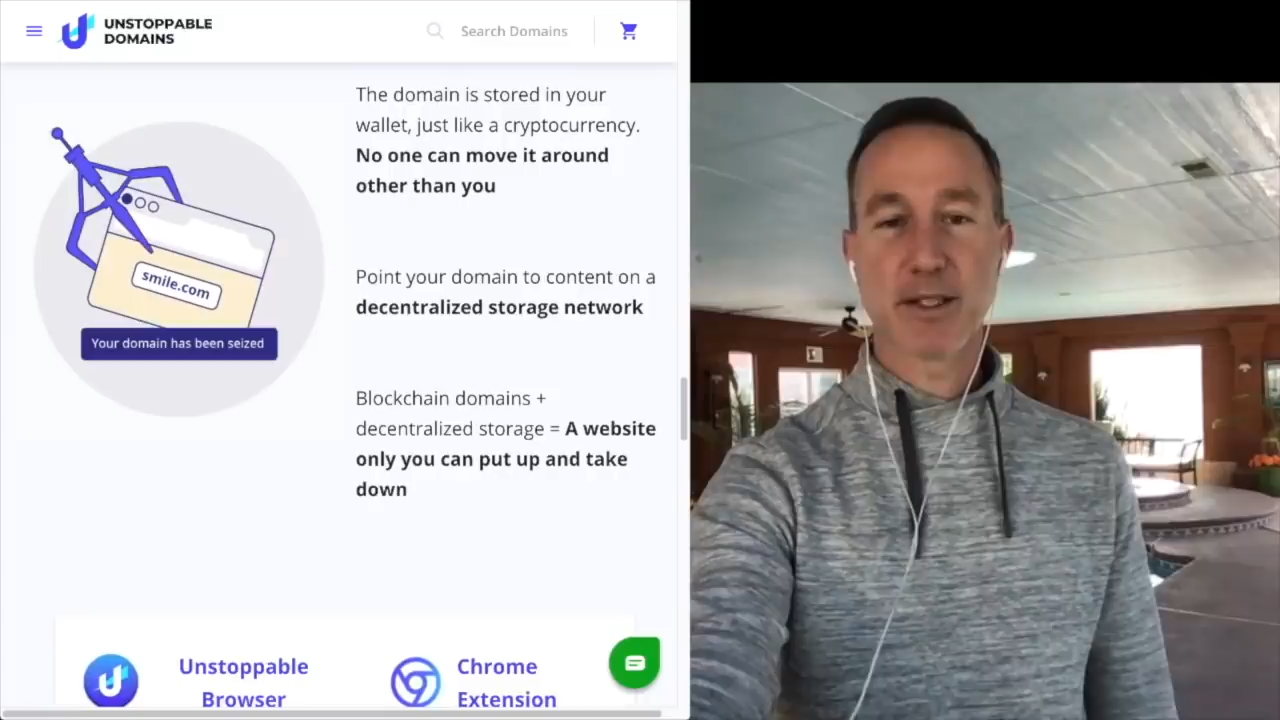 UNSTOPPABLE
DOMAINS
Search Domains
The domain is stored in your
wallet, just like a cryptocurrency.
No one can move it around
other than you
smile.com
Your domain has been seized
Point your domain to content on a
decentralized storage network
Blockchain domains +
decentralized storage = A website
only you can put up and take
down
Unstoppable
Browser
Chrome
Extension